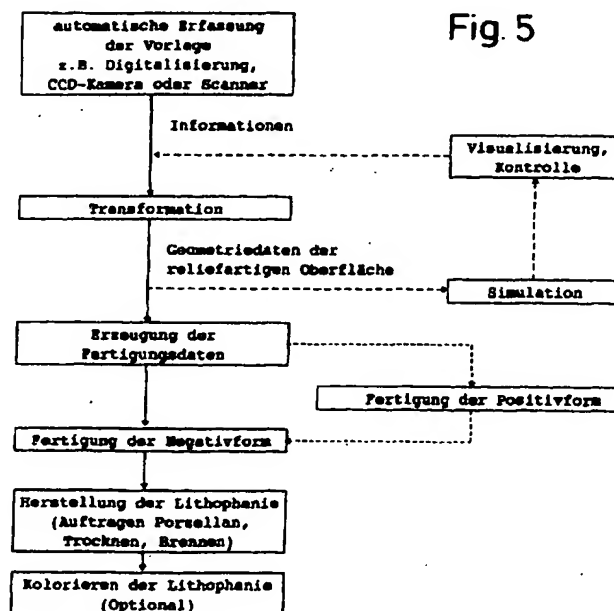 Fig. 5
automatische Erfassung
der Vorlage
z.B. Digitalisierung,
CCD-Kamera oder Scanner
Informationen
Visualisierung,
Kontrolle
Transformation
Geometriedaten der
reliefartigen Oberfläche
Simulation
Erzeugung der
Fertigungsdaten
Fertigung der Positivform
Fertigung der Negativform
Herstellung der Lithophanie
(Auftragen Porzellan,
Trocknen, Brennen)
Kolorieren der Lithophanie
(Optional)